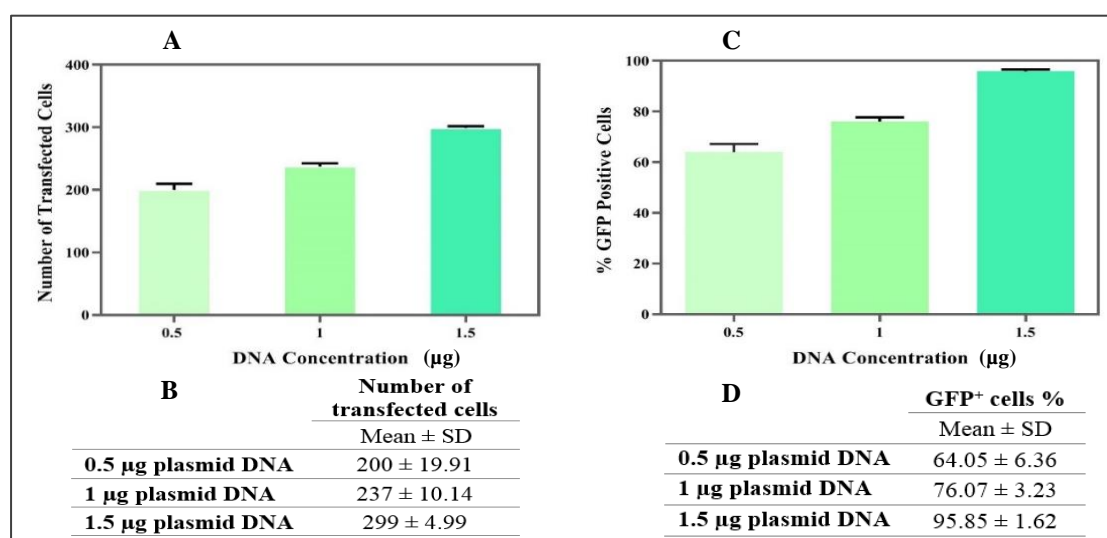 A
400
300
200
100
0
Number of Transfected Cells
0.5
1
1.5
DNA Concentration (µg)
C
100
80
60
40
20
0
% GFP Positive Cells
0.5
1
1.5
DNA Concentration (µg)
B
Number of
transfected cells
Mean ± SD
0.5 µg plasmid DNA 200 ± 19.91
1 µg plasmid DNA 237 ± 10.14
1.5 µg plasmid DNA 299 ± 4.99
D
GFP⁺ cells %
Mean ± SD
0.5 µg plasmid DNA 64.05 ± 6.36
1 µg plasmid DNA 76.07 ± 3.23
1.5 µg plasmid DNA 95.85 ± 1.62